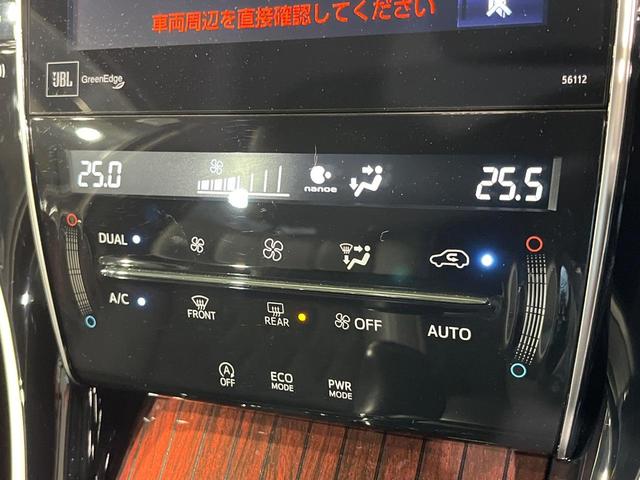 車両周辺を直接確認してください
JBL GreenEdge 56112
25.0 nanoe 25.5
DUAL
A/C FRONT REAR OFF AUTO
A OFF ECO MODE PWR MODE